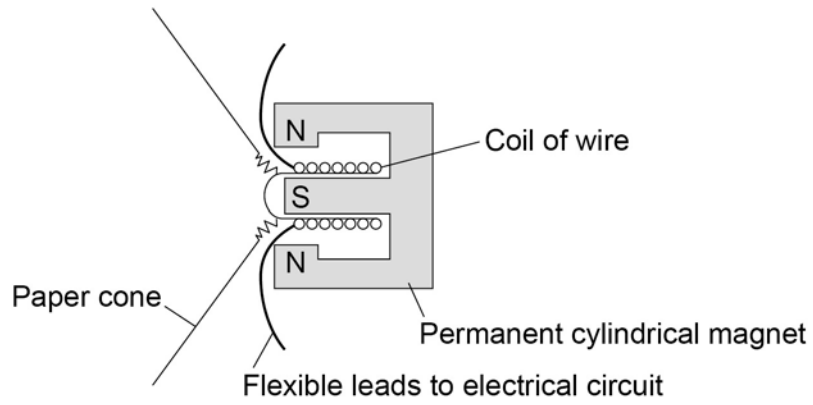 N
Coil of wire
S
N
Paper cone
Permanent cylindrical magnet
Flexible leads to electrical circuit